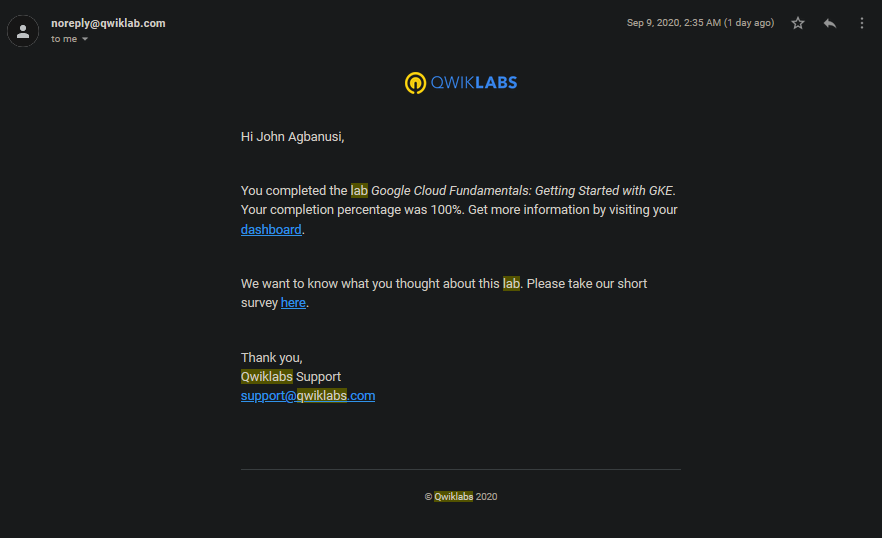 noreply@qwiklab.com
Sep 9, 2020, 2:35 AM (1 day ago)
to me
QWIKLABS
Hi John Agbanusi,
You completed the lab Google Cloud Fundamentals: Getting Started with GKE.
Your completion percentage was 100%. Get more information by visiting your
dashboard.
We want to know what you thought about this lab. Please take our short
survey here.
Thank you,
Qwiklabs Support
support@qwiklabs.com
© Qwiklabs 2020